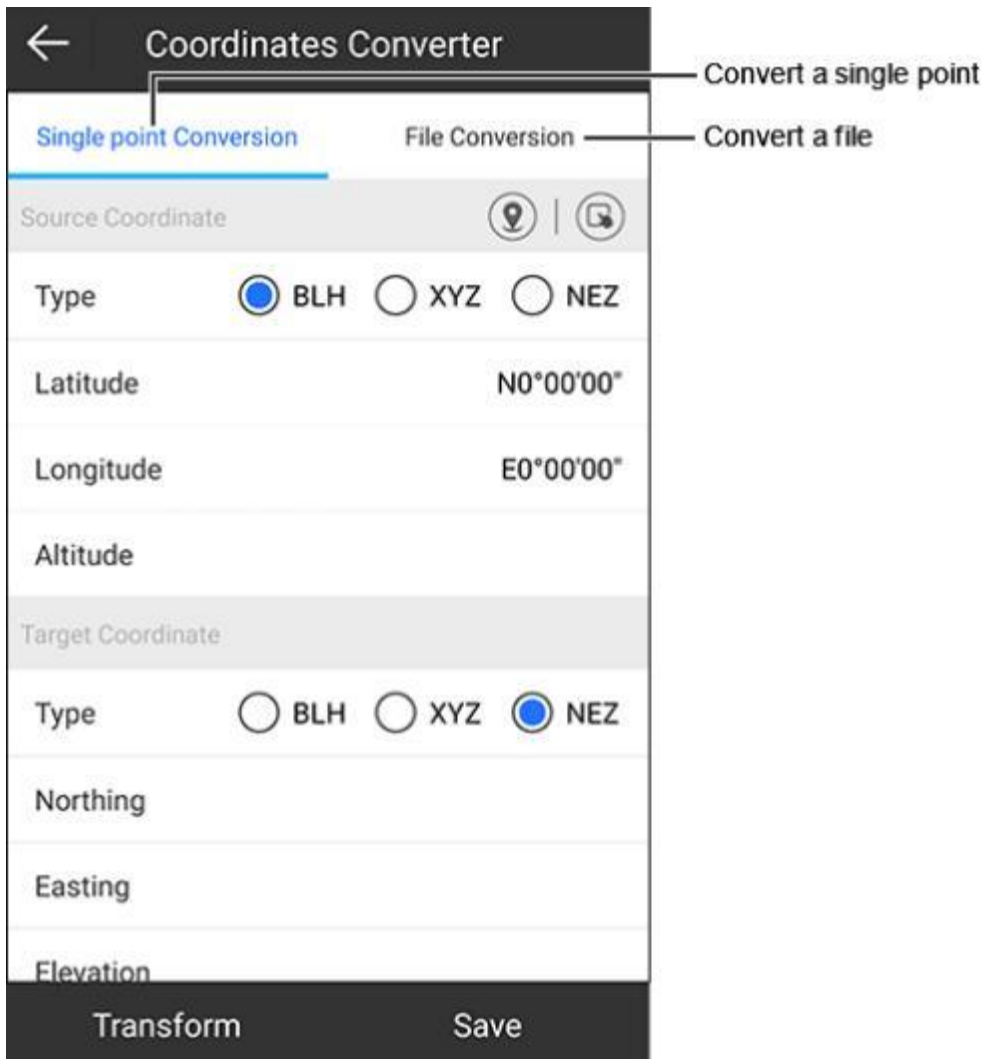 Coordinates Converter
Convert a single point
Single point Conversion File Conversion
Convert a file
Source Coordinate
Type BLH XYZ NEZ
Latitude N0°00'00"
Longitude E0°00'00"
Altitude
Target Coordinate
Type BLH XYZ NEZ
Northing
Easting
Elevation
Transform Save